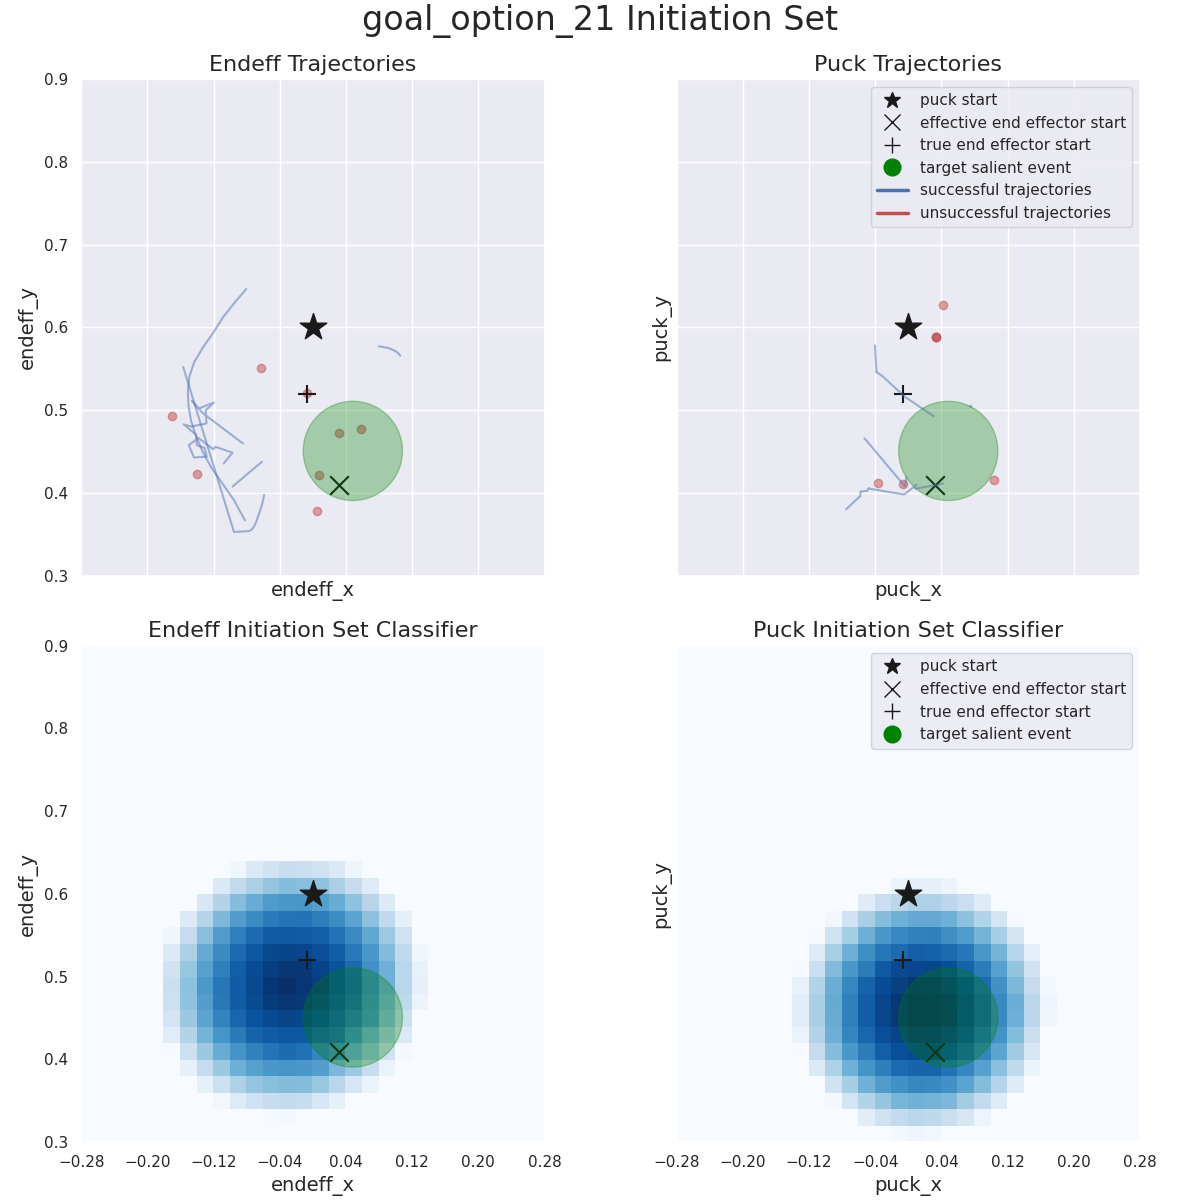 goal_option_21 Initiation Set
Endeff Trajectories
0.9
0.8
0.7
0.6
0.5
0.4
0.3
endeff_y
endeff_x
Puck Trajectories
puck start
effective end effector start
true end effector start
target salient event
successful trajectories
unsuccessful trajectories
puck_y
puck_x
Endeff Initiation Set Classifier
0.9
0.8
0.7
0.6
0.5
0.4
0.3
endeff_y
−0.28 −0.20 −0.12 −0.04 0.04 0.12 0.20 0.28
endeff_x
Puck Initiation Set Classifier
puck start
effective end effector start
true end effector start
target salient event
puck_y
−0.28 −0.20 −0.12 −0.04 0.04 0.12 0.20 0.28
puck_x